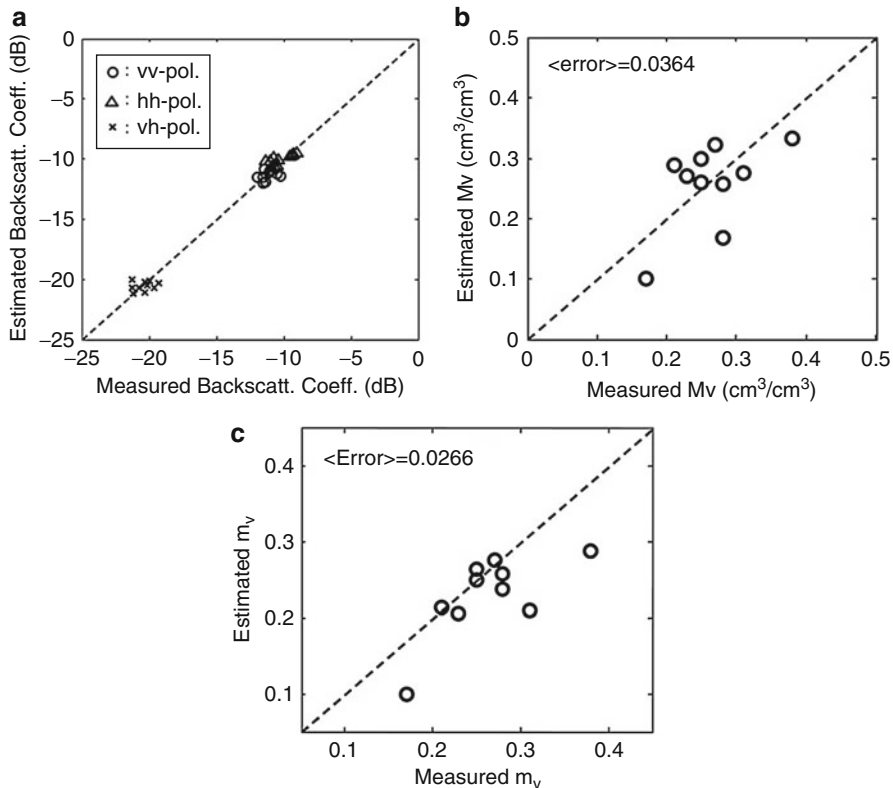 a
0
−5
−10
−15
−20
−25
−25
−20
−15
−10
−5
0
Estimated Backscatt. Coeff. (dB)
Measured Backscatt. Coeff. (dB)
○ : vv-pol.
△ : hh-pol.
× : vh-pol.
b
0.5
0.4
0.3
0.2
0.1
0
0
0.1
0.2
0.3
0.4
0.5
<error>=0.0364
Estimated Mv (cm³/cm³)
Measured Mv (cm³/cm³)
c
0.4
0.3
0.2
0.1
0.1
0.2
0.3
0.4
<Error>=0.0266
Estimated mᵥ
Measured mᵥ